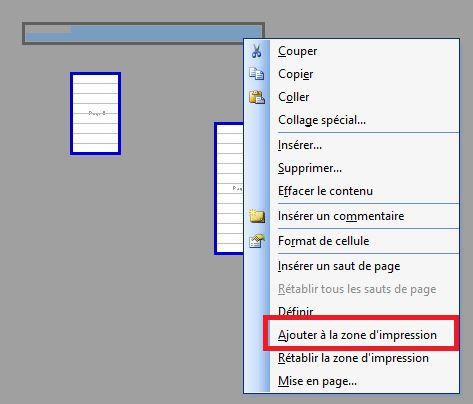 Couper
Copier
Coller
Collage spécial...
Insérer...
Supprimer...
Effacer le contenu
Insérer un commentaire
Format de cellule
Insérer un saut de page
Rétablir tous les sauts de page
Définir
Ajouter à la zone d'impression
Rétablir la zone d'impression
Mise en page...